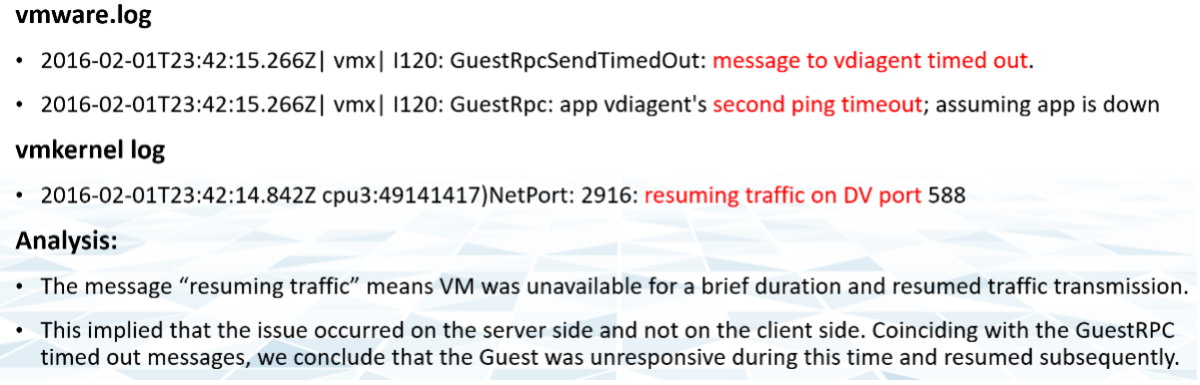 vmware.log
• 2016-02-01T23:42:15.266Z| vmx| I120: GuestRpcSendTimedOut: message to vdiagent timed out.
• 2016-02-01T23:42:15.266Z| vmx| I120: GuestRpc: app vdiagent's second ping timeout; assuming app is down
vmkernel log
• 2016-02-01T23:42:14.842Z cpu3:49141417)NetPort: 2916: resuming traffic on DV port 588
Analysis:
• The message “resuming traffic” means VM was unavailable for a brief duration and resumed traffic transmission.
• This implied that the issue occurred on the server side and not on the client side. Coinciding with the GuestRPC
timed out messages, we conclude that the Guest was unresponsive during this time and resumed subsequently.